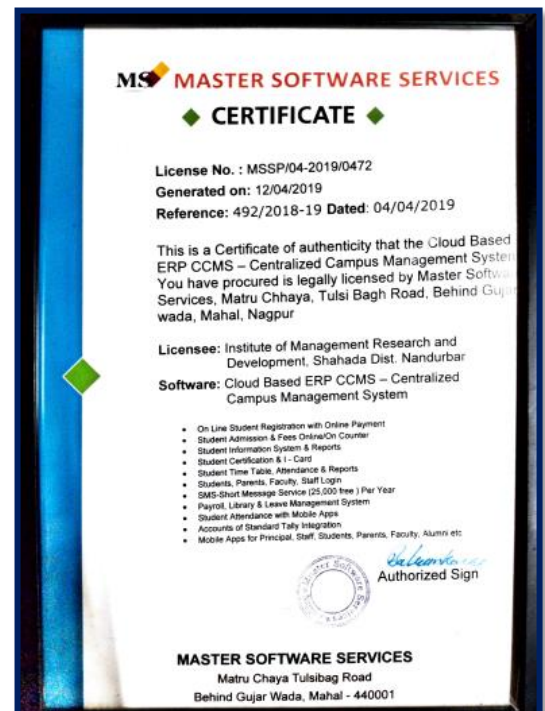 MS MASTER SOFTWARE SERVICES
CERTIFICATE
License No. : MSSP/04-2019/0472
Generated on: 12/04/2019
Reference: 492/2018-19 Dated: 04/04/2019
This is a Certificate of authenticity that the Cloud Based
ERP CCMS – Centralized Campus Management System
You have procured is legally licensed by Master Softwa
Services, Matru Chhaya, Tulsi Bagh Road, Behind Gujar
wada, Mahal, Nagpur
Licensee: Institute of Management Research and
Development, Shahada Dist. Nandurbar
Software: Cloud Based ERP CCMS – Centralized
Campus Management System
• On Line Student Registration with Online Payment
• Student Admission & Fees Online/On Counter
• Student Information System & Reports
• Student Certification & I - Card
• Student Time Table, Attendance & Reports
• Students, Parents, Faculty, Staff Login
• SMS-Short Message Service (25,000 free ) Per Year
• Payroll, Library & Leave Management System
• Student Attendance with Mobile Apps
• Accounts of Standard Tally Integration
• Mobile Apps for Principal, Staff, Students, Parents, Faculty, Alumni etc
Master Software Services
Authorized Sign
MASTER SOFTWARE SERVICES
Matru Chaya Tulsibag Road
Behind Gujar Wada, Mahal - 440001